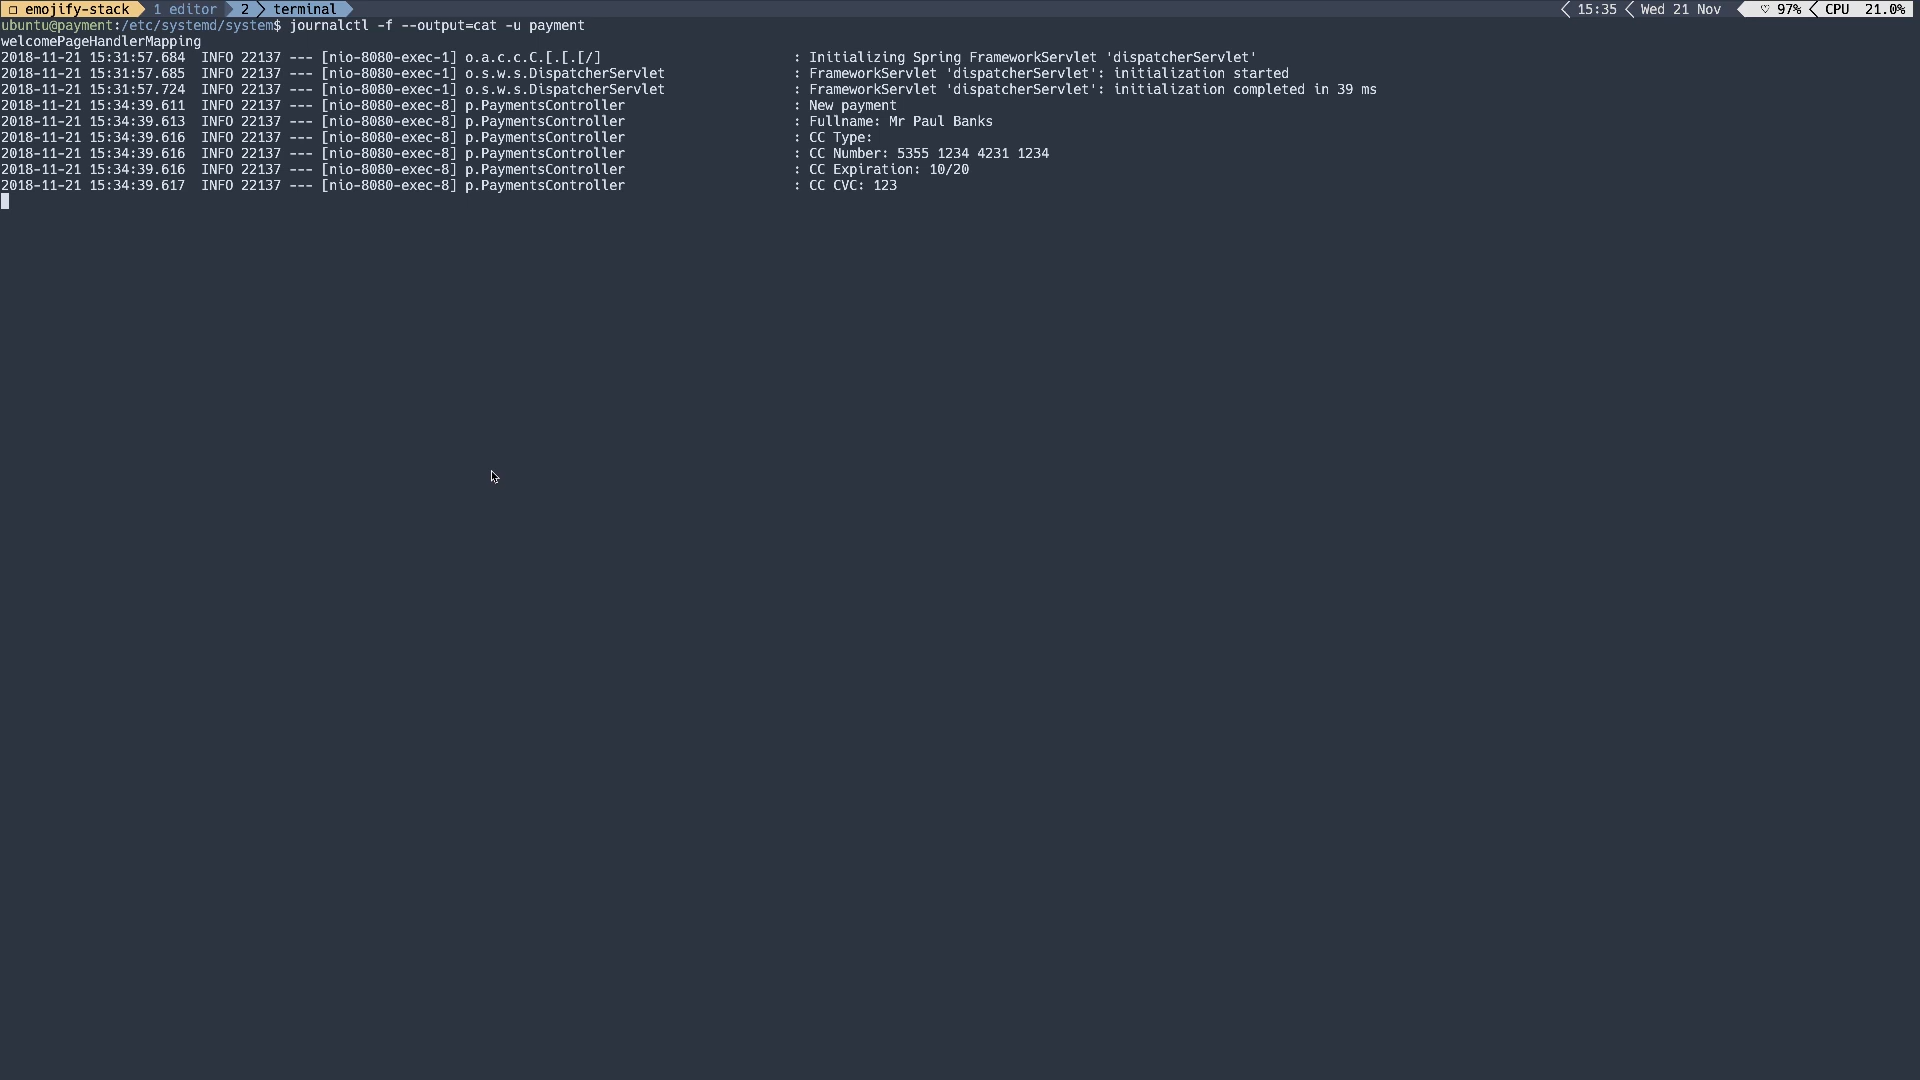 ❐ emojify-stack 1 editor 2 terminal 15:35 Wed 21 Nov ♡ 97% CPU 21.0%
ubuntu@payment:/etc/systemd/system$ journalctl -f --output=cat -u payment
welcomePageHandlerMapping
2018-11-21 15:31:57.684  INFO 22137 --- [nio-8080-exec-1] o.a.c.c.C.[.[.[/]                        : Initializing Spring FrameworkServlet 'dispatcherServlet'
2018-11-21 15:31:57.685  INFO 22137 --- [nio-8080-exec-1] o.s.w.s.DispatcherServlet                : FrameworkServlet 'dispatcherServlet': initialization started
2018-11-21 15:31:57.724  INFO 22137 --- [nio-8080-exec-1] o.s.w.s.DispatcherServlet                : FrameworkServlet 'dispatcherServlet': initialization completed in 39 ms
2018-11-21 15:34:39.611  INFO 22137 --- [nio-8080-exec-8] p.PaymentsController                     : New payment
2018-11-21 15:34:39.613  INFO 22137 --- [nio-8080-exec-8] p.PaymentsController                     : Fullname: Mr Paul Banks
2018-11-21 15:34:39.616  INFO 22137 --- [nio-8080-exec-8] p.PaymentsController                     : CC Type:
2018-11-21 15:34:39.616  INFO 22137 --- [nio-8080-exec-8] p.PaymentsController                     : CC Number: 5355 1234 4231 1234
2018-11-21 15:34:39.616  INFO 22137 --- [nio-8080-exec-8] p.PaymentsController                     : CC Expiration: 10/20
2018-11-21 15:34:39.617  INFO 22137 --- [nio-8080-exec-8] p.PaymentsController                     : CC CVC: 123